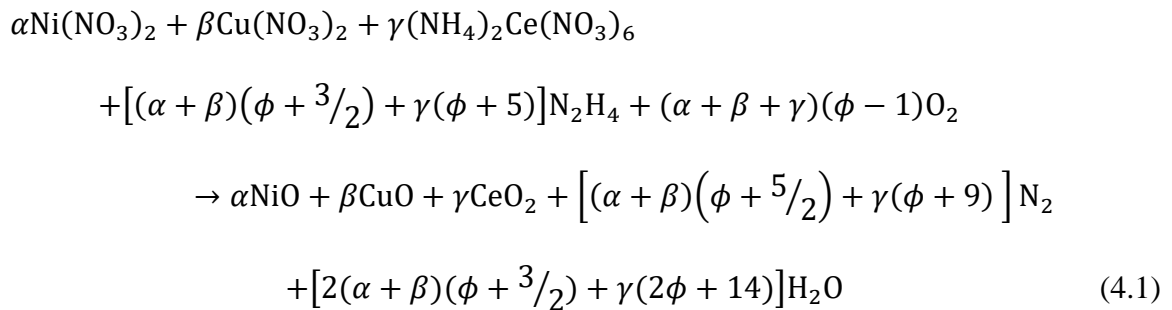 αNi(NO₃)₂ + βCu(NO₃)₂ + γ(NH₄)₂Ce(NO₃)₆
+[(α + β)(ϕ + 3/2) + γ(ϕ + 5)]N₂H₄ + (α + β + γ)(ϕ − 1)O₂
→ αNiO + βCuO + γCeO₂ + [(α + β)(ϕ + 5/2) + γ(ϕ + 9) ] N₂
+[2(α + β)(ϕ + 3/2) + γ(2ϕ + 14)]H₂O (4.1)